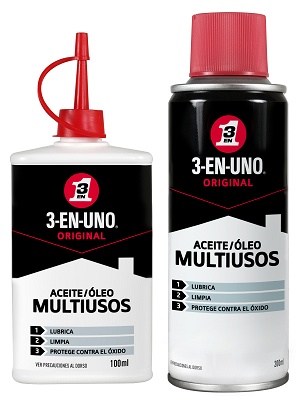 3
EN
1
3-EN-UNO®
ORIGINAL
ACEITE/ÓLEO
MULTIUSOS
1 LUBRICA
2 LIMPIA
3 PROTEGE CONTRA EL ÓXIDO
VER PRECAUCIONES AL DORSO
100ml
3
EN
1
3-EN-UNO®
ORIGINAL
ACEITE/ÓLEO
MULTIUSOS
1 LUBRICA
2 LIMPIA
3 PROTEGE CONTRA EL ÓXIDO
200ml